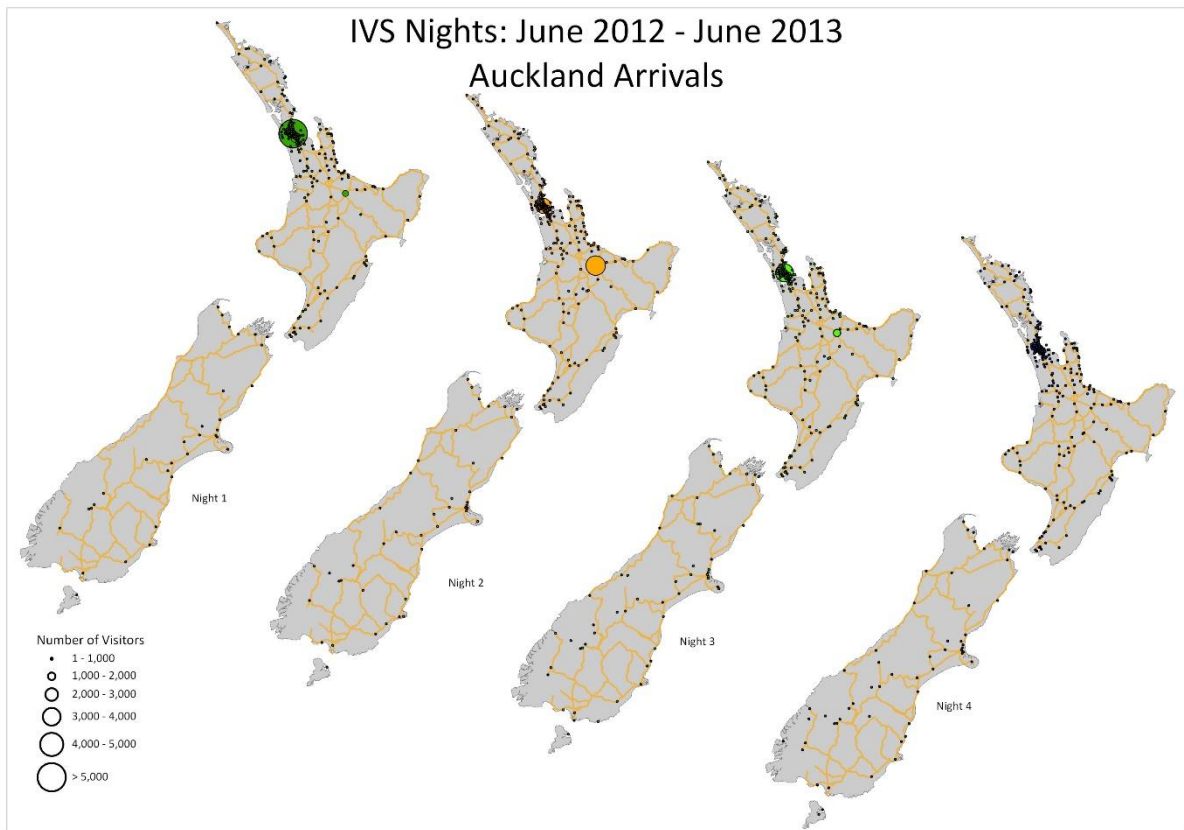 IVS Nights: June 2012 - June 2013
Auckland Arrivals
Night 1
Night 2
Night 3
Night 4
Number of Visitors
1 - 1,000
1,000 - 2,000
2,000 - 3,000
3,000 - 4,000
4,000 - 5,000
> 5,000